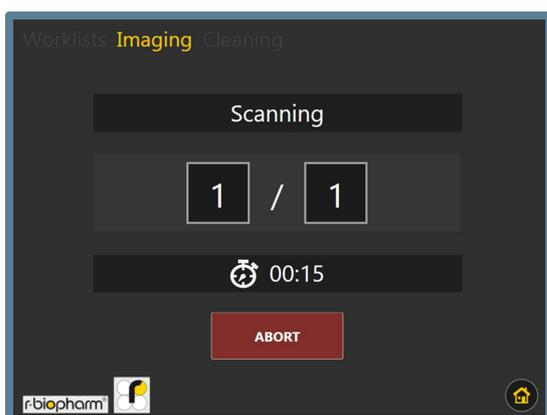 Worklists Imaging Cleaning
Scanning
1 / 1
00:15
ABORT
r-biopharm®